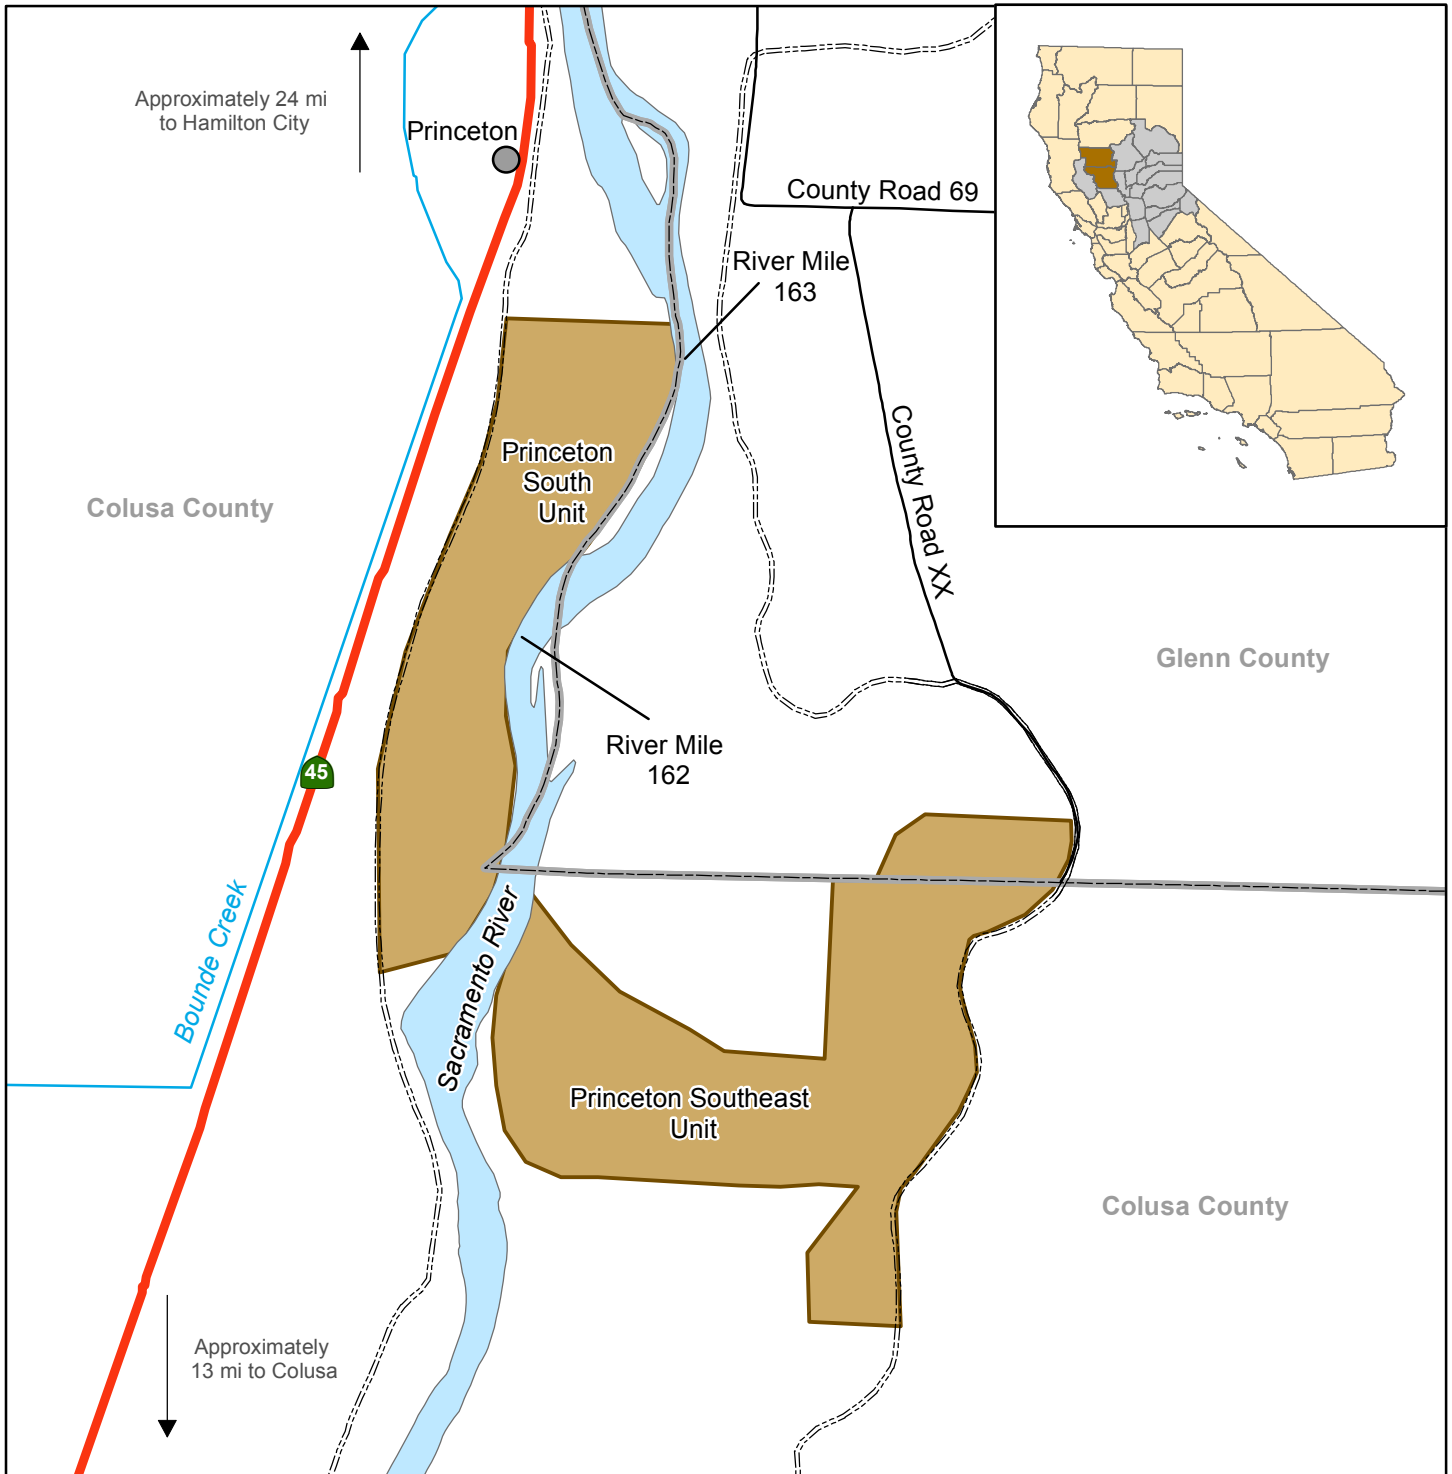 Approximately 24 mi
to Hamilton City
Princeton
County Road 69
River Mile
163
County Road XX
Princeton
South
Unit
Colusa County
Glenn County
River Mile
162
45
Bounde Creek
Sacramento River
Princeton Southeast
Unit
Colusa County
Approximately
13 mi to Colusa